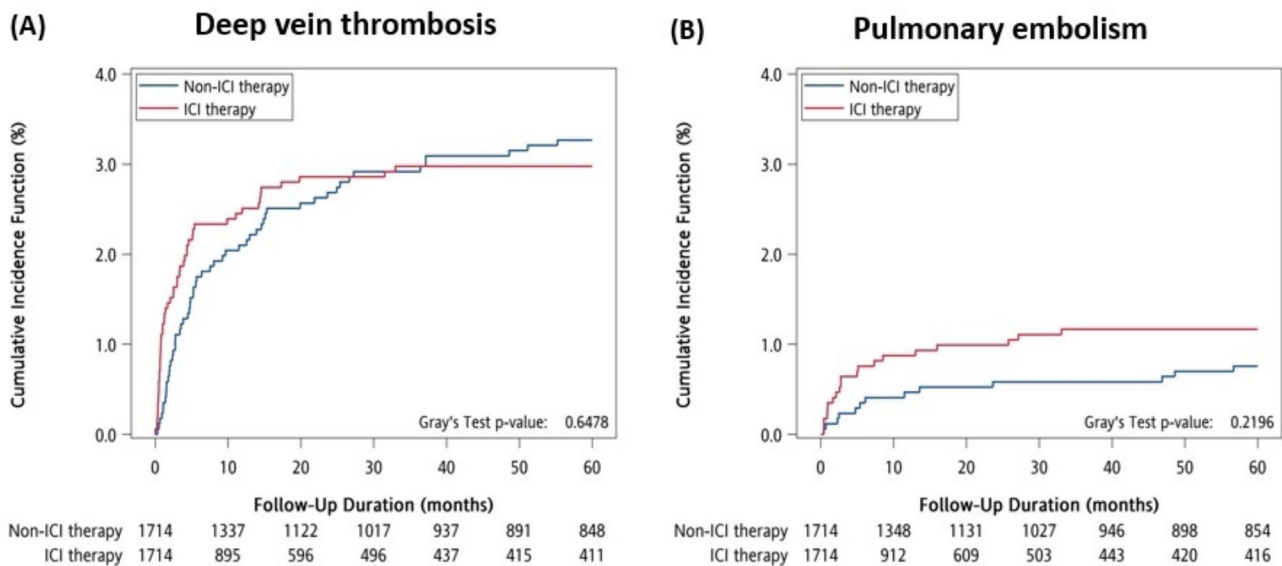 (A) Deep vein thrombosis
Cumulative Incidence Function (%)
4.0
3.0
2.0
1.0
0.0
Non-ICI therapy
ICI therapy
Gray's Test p-value: 0.6478
0 10 20 30 40 50 60
Follow-Up Duration (months)
Non-ICI therapy 1714 1337 1122 1017 937 891 848
ICI therapy 1714 895 596 496 437 415 411
(B) Pulmonary embolism
Cumulative Incidence Function (%)
4.0
3.0
2.0
1.0
0.0
Non-ICI therapy
ICI therapy
Gray's Test p-value: 0.2196
0 10 20 30 40 50 60
Follow-Up Duration (months)
Non-ICI therapy 1714 1348 1131 1027 946 898 854
ICI therapy 1714 912 609 503 443 420 416